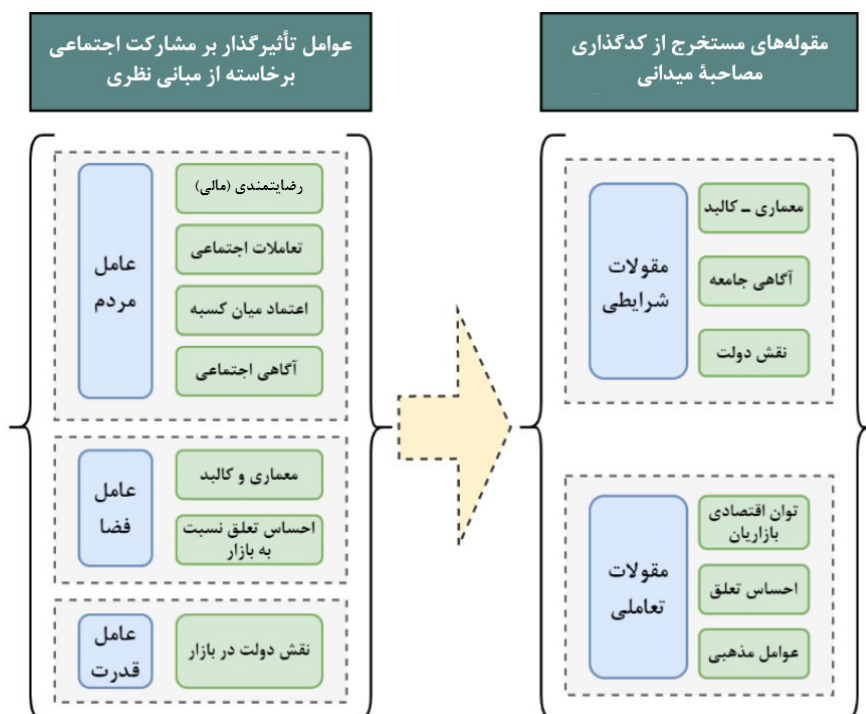 عوامل تأثیرگذار بر مشارکت اجتماعی
برخاسته از مبانی نظری
عامل
مردم
رضایتمندی (مالی)
تعاملات اجتماعی
اعتماد میان کسبه
آگاهی اجتماعی
عامل
فضا
معماری و کالبد
احساس تعلق نسبت
به بازار
عامل
قدرت
نقش دولت در بازار
مقوله‌های مستخرج از کدگذاری
مصاحبهٔ میدانی
مقولات
شرایطی
معماری ـ کالبد
آگاهی جامعه
نقش دولت
مقولات
تعاملی
توان اقتصادی
بازاریان
احساس تعلق
عوامل مذهبی